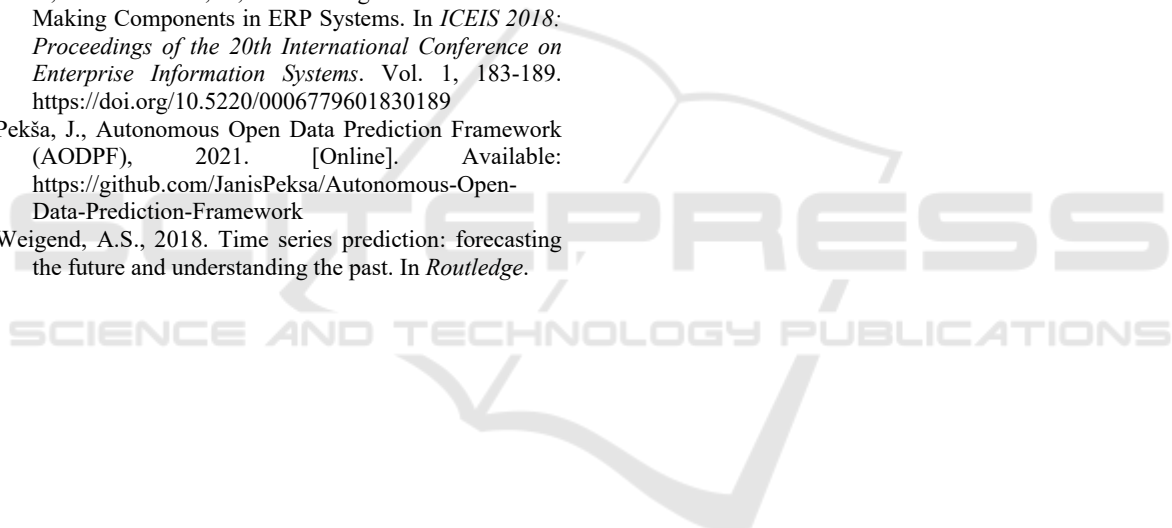 Making Components in ERP Systems. In ICEIS 2018:
Proceedings of the 20th International Conference on
Enterprise Information Systems. Vol. 1, 183-189.
https://doi.org/10.5220/0006779601830189
Pekša, J., Autonomous Open Data Prediction Framework
(AODPF), 2021. [Online]. Available:
https://github.com/JanisPeksa/Autonomous-Open-
Data-Prediction-Framework
Weigend, A.S., 2018. Time series prediction: forecasting
the future and understanding the past. In Routledge.
SCITEPRESS
SCIENCE AND TECHNOLOGY PUBLICATIONS